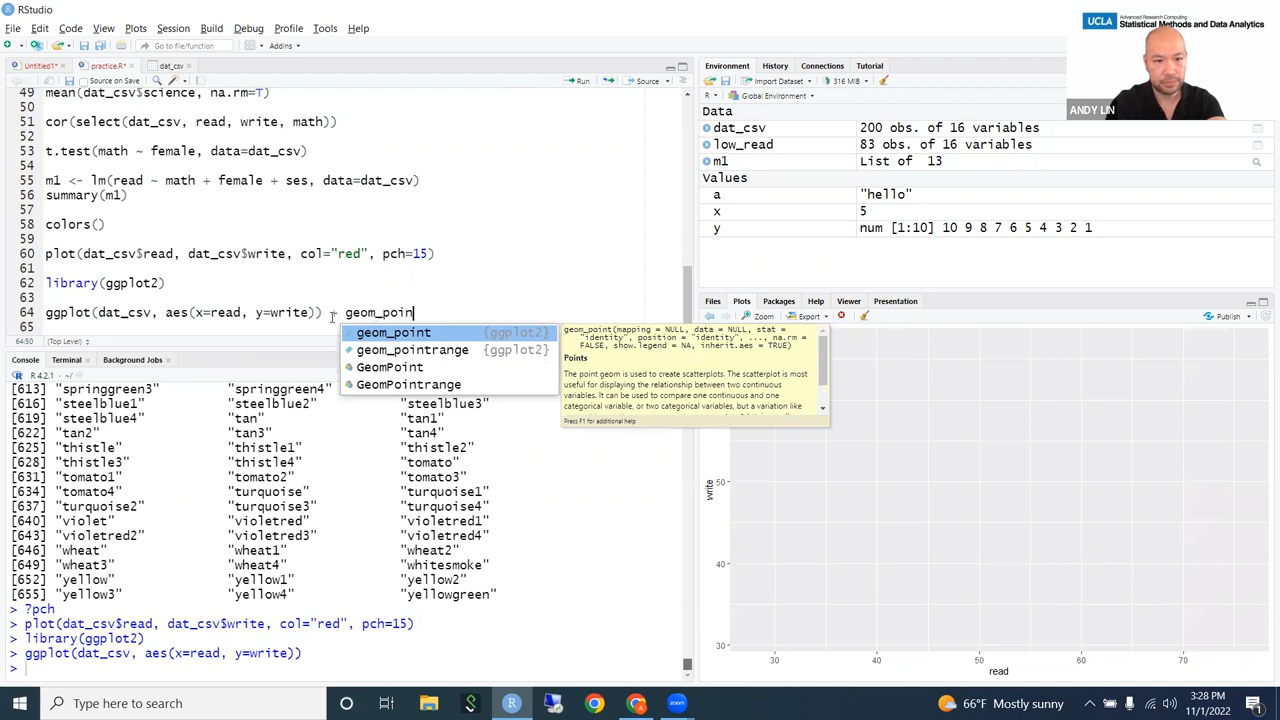 RStudio
File Edit Code View Plots Session Build Debug Profile Tools Help
Go to file/function Addins
Untitled1* practice.R* dat_csv
Source on Save Run Source
49 mean(dat_csv$science, na.rm=T)
50
51 cor(select(dat_csv, read, write, math))
52
53 t.test(math ~ female, data=dat_csv)
54
55 m1 <- lm(read ~ math + female + ses, data=dat_csv)
56 summary(m1)
57
58 colors()
59
60 plot(dat_csv$read, dat_csv$write, col="red", pch=15)
61
62 library(ggplot2)
63
64 ggplot(dat_csv, aes(x=read, y=write)) + geom_poin
65
64:50 (Top Level) R
geom_point {ggplot2}
geom_pointrange {ggplot2}
GeomPoint
GeomPointrange
geom_point(mapping = NULL, data = NULL, stat =
"identity", position = "identity", ..., na.rm =
FALSE, show.legend = NA, inherit.aes = TRUE)
Points
The point geom is used to create scatterplots. The scatterplot is most
useful for displaying the relationship between two continuous
variables. It can be used to compare one continuous and one
categorical variable, or two categorical variables, but a variation like
Press F1 for additional help
Console Terminal Background Jobs
R 4.2.1 · ~/
[613] "springgreen3" "springgreen4" "steelblue"
[616] "steelblue1" "steelblue2" "steelblue3"
[619] "steelblue4" "tan" "tan1"
[622] "tan2" "tan3" "tan4"
[625] "thistle" "thistle1" "thistle2"
[628] "thistle3" "thistle4" "tomato"
[631] "tomato1" "tomato2" "tomato3"
[634] "tomato4" "turquoise" "turquoise1"
[637] "turquoise2" "turquoise3" "turquoise4"
[640] "violet" "violetred" "violetred1"
[643] "violetred2" "violetred3" "violetred4"
[646] "wheat" "wheat1" "wheat2"
[649] "wheat3" "wheat4" "whitesmoke"
[652] "yellow" "yellow1" "yellow2"
[655] "yellow3" "yellow4" "yellowgreen"
> ?pch
> plot(dat_csv$read, dat_csv$write, col="red", pch=15)
> library(ggplot2)
> ggplot(dat_csv, aes(x=read, y=write))
>
Environment History Connections Tutorial
Import Dataset 316 MiB
R Global Environment
Data
dat_csv 200 obs. of 16 variables
low_read 83 obs. of 16 variables
m1 List of 13
Values
a "hello"
x 5
y num [1:10] 10 9 8 7 6 5 4 3 2 1
Files Plots Packages Help Viewer Presentation
Zoom Export Publish
write
50
40
30
30 40 50 60 70
read
UCLA Advanced Research Computing
Statistical Methods and Data Analytics
ANDY LIN
Type here to search
66°F Mostly sunny
3:28 PM
11/1/2022